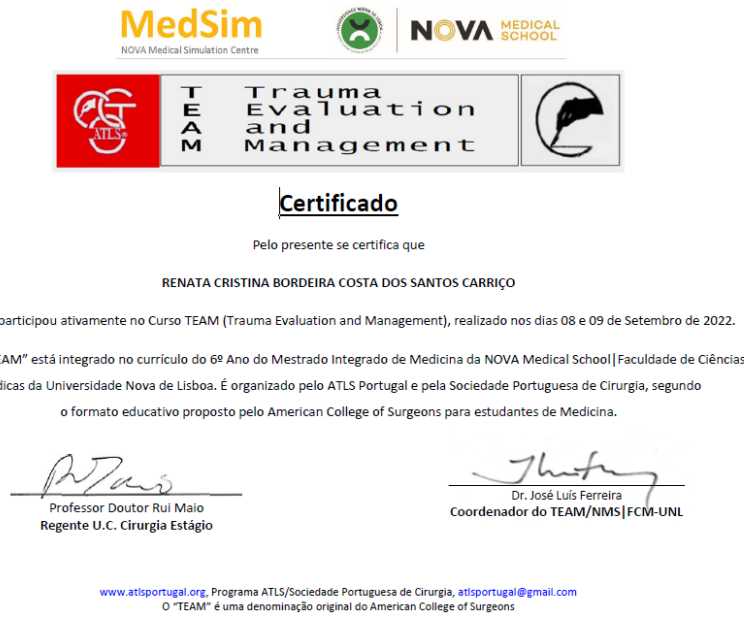 MedSim
NOVA Medical Simulation Centre
UNIVERSIDADE NOVA DE LISBOA
NOVA MEDICAL SCHOOL
ATLS®
TEAM
Trauma
Evaluation
and
Management
Certificado
Pelo presente se certifica que
RENATA CRISTINA BORDEIRA COSTA DOS SANTOS CARRIÇO
participou ativamente no Curso TEAM (Trauma Evaluation and Management), realizado nos dias 08 e 09 de Setembro de 2022.
EAM” está integrado no currículo do 6º Ano do Mestrado Integrado de Medicina da NOVA Medical School|Faculdade de Ciências
dicas da Universidade Nova de Lisboa. É organizado pelo ATLS Portugal e pela Sociedade Portuguesa de Cirurgia, segundo
o formato educativo proposto pelo American College of Surgeons para estudantes de Medicina.
Professor Doutor Rui Maio
Regente U.C. Cirurgia Estágio
Dr. José Luís Ferreira
Coordenador do TEAM/NMS|FCM-UNL
www.atlsportugal.org, Programa ATLS/Sociedade Portuguesa de Cirurgia, atlsportugal@gmail.com
O “TEAM” é uma denominação original do American College of Surgeons